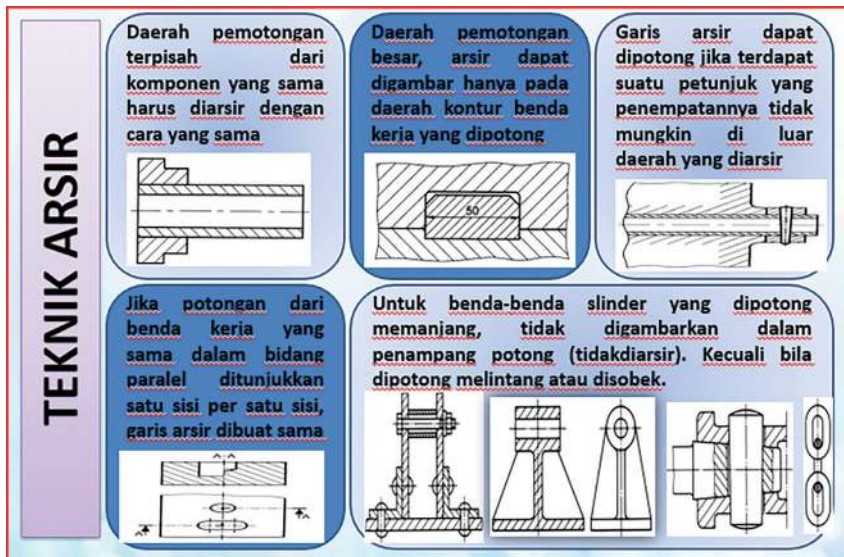 TEKNIK ARSIR
Daerah pemotongan
terpisah dari
komponen yang sama
harus diarsir dengan
cara yang sama
Daerah pemotongan
besar, arsir dapat
digambar hanya pada
daerah kontur benda
kerja yang dipotong
50
Garis arsir dapat
dipotong jika terdapat
suatu petunjuk yang
penempatannya tidak
mungkin di luar
daerah yang diarsir
Jika potongan dari
benda kerja yang
sama dalam bidang
paralel ditunjukkan
satu sisi per satu sisi,
garis arsir dibuat sama
A-A
A
A
Untuk benda-benda slinder yang dipotong
memanjang, tidak digambarkan dalam
penampang potong (tidakdiarsir). Kecuali bila
dipotong melintang atau disobek.